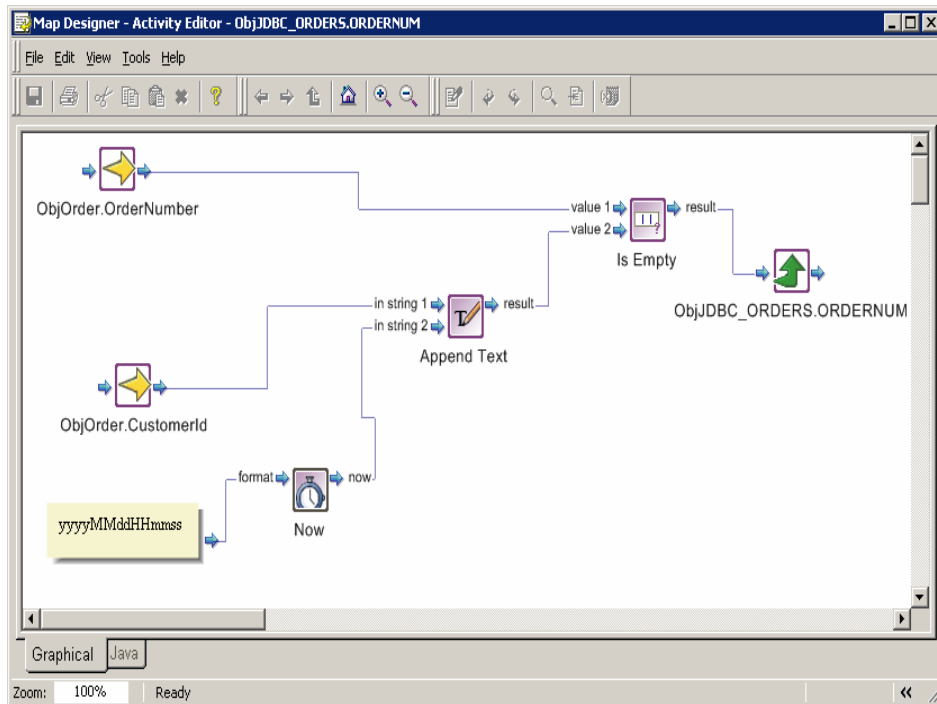 Map Designer - Activity Editor - ObjJDBC_ORDERS.ORDERNUM
File Edit View Tools Help
ObjOrder.OrderNumber
value 1
result
value 2
Is Empty
in string 1
result
in string 2
Append Text
ObjJDBC_ORDERS.ORDERNUM
ObjOrder.CustomerId
format
now
yyyyMMddHHmmss
Now
Graphical Java
Zoom: 100% Ready